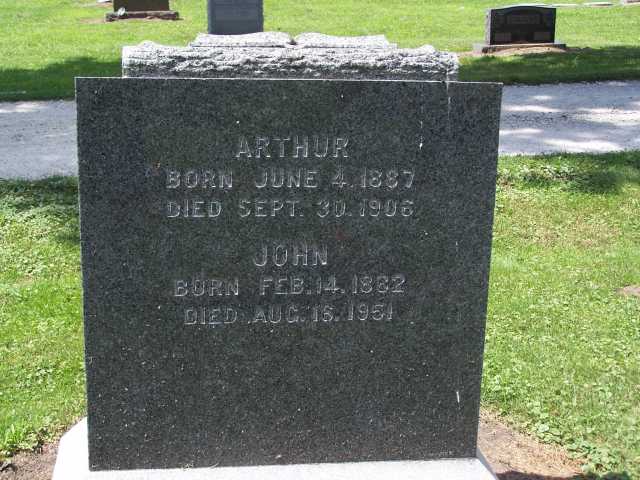 ARTHUR
BORN JUNE 4. 1887
DIED SEPT. 30. 1906
JOHN
BORN FEB. 14. 1882
DIED AUG. 15. 1951